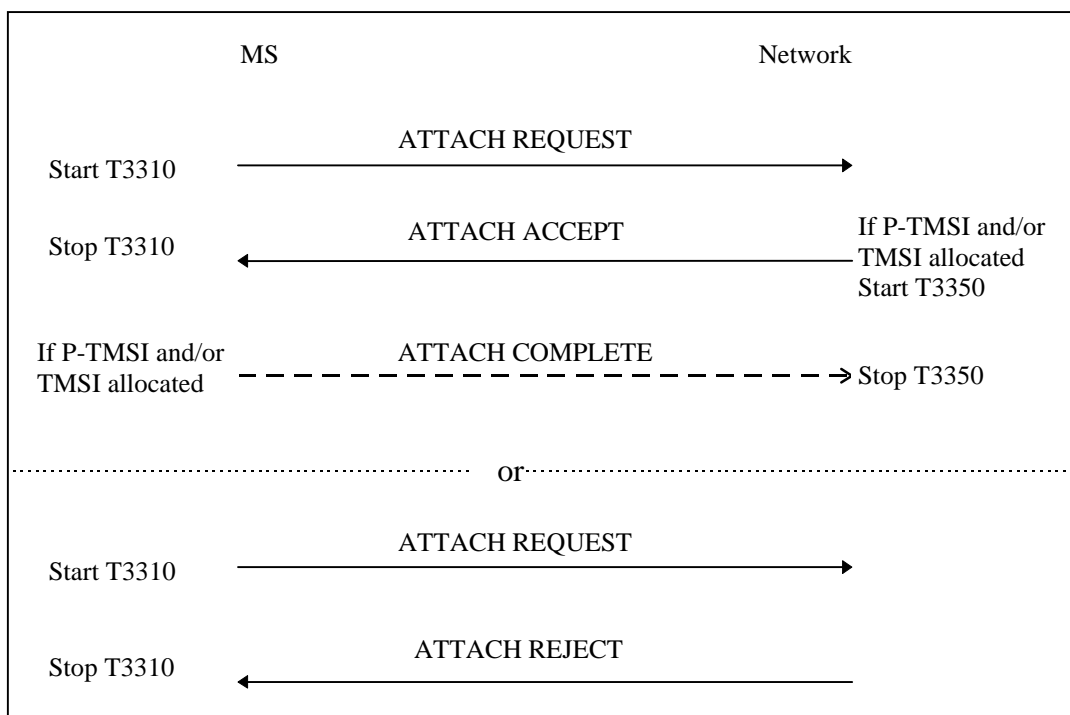 MS Network
ATTACH REQUEST
Start T3310
ATTACH ACCEPT
Stop T3310
If P-TMSI and/or
TMSI allocated
Start T3350
If P-TMSI and/or
TMSI allocated
ATTACH COMPLETE
Stop T3350
or
ATTACH REQUEST
Start T3310
ATTACH REJECT
Stop T3310